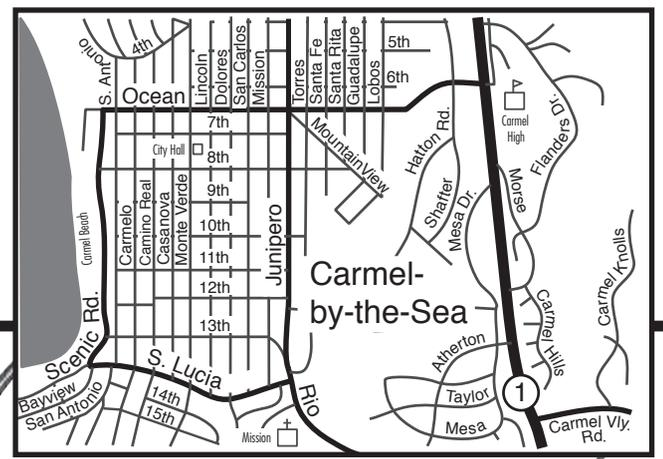 S. Antonio
4th
Lincoln
Dolores
San Carlos
Mission
Torres
Santa Fe
Santa Rita
Guadalupe
Lobos
5th
6th
Ocean
7th
City Hall
8th
Mountain View
Hatton Rd.
Carmel
High
Flanders Dr.
Carmel Beach
Carmelo
Camino Real
Casanova
Monte Verde
9th
10th
11th
12th
13th
Junipero
Shafter
Mesa Dr.
Morse
Carmel Knolls
Carmel-
by-the-Sea
Scenic Rd.
S. Lucia
Rio
Atherton
Carmel Hills
Taylor
Mesa
1
Carmel Vly.
Rd.
Bayview
San Antonio
14th
15th
Mission